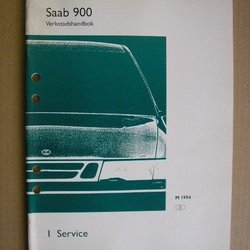 Saab 900
Verkstadshandbok
M 1994
1 Service